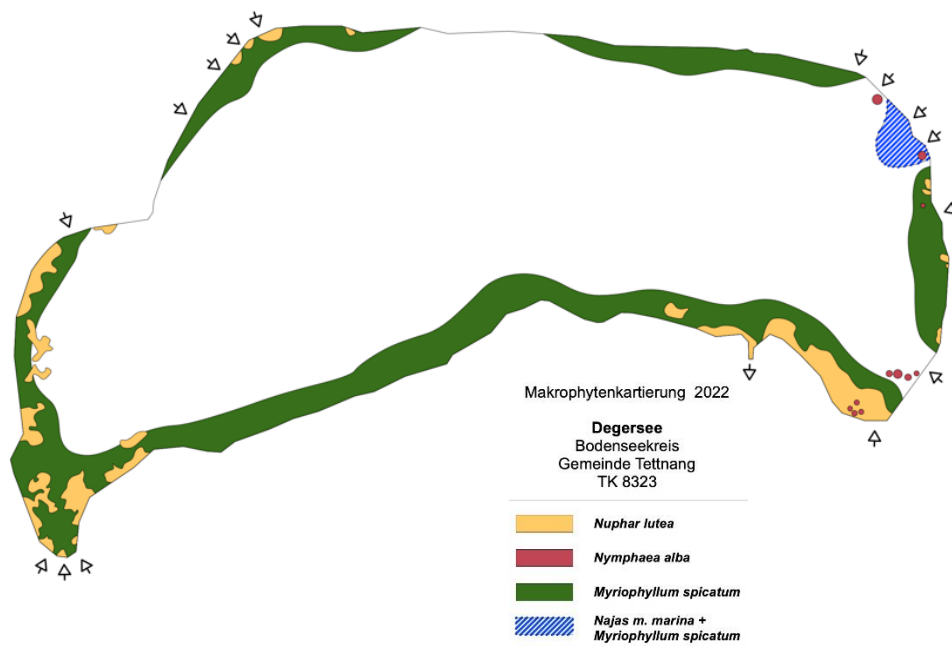 Makrophytenkartierung 2022
Degersee
Bodenseekreis
Gemeinde Tettnang
TK 8323
Nuphar lutea
Nymphaea alba
Myriophyllum spicatum
Najas m. marina +
Myriophyllum spicatum